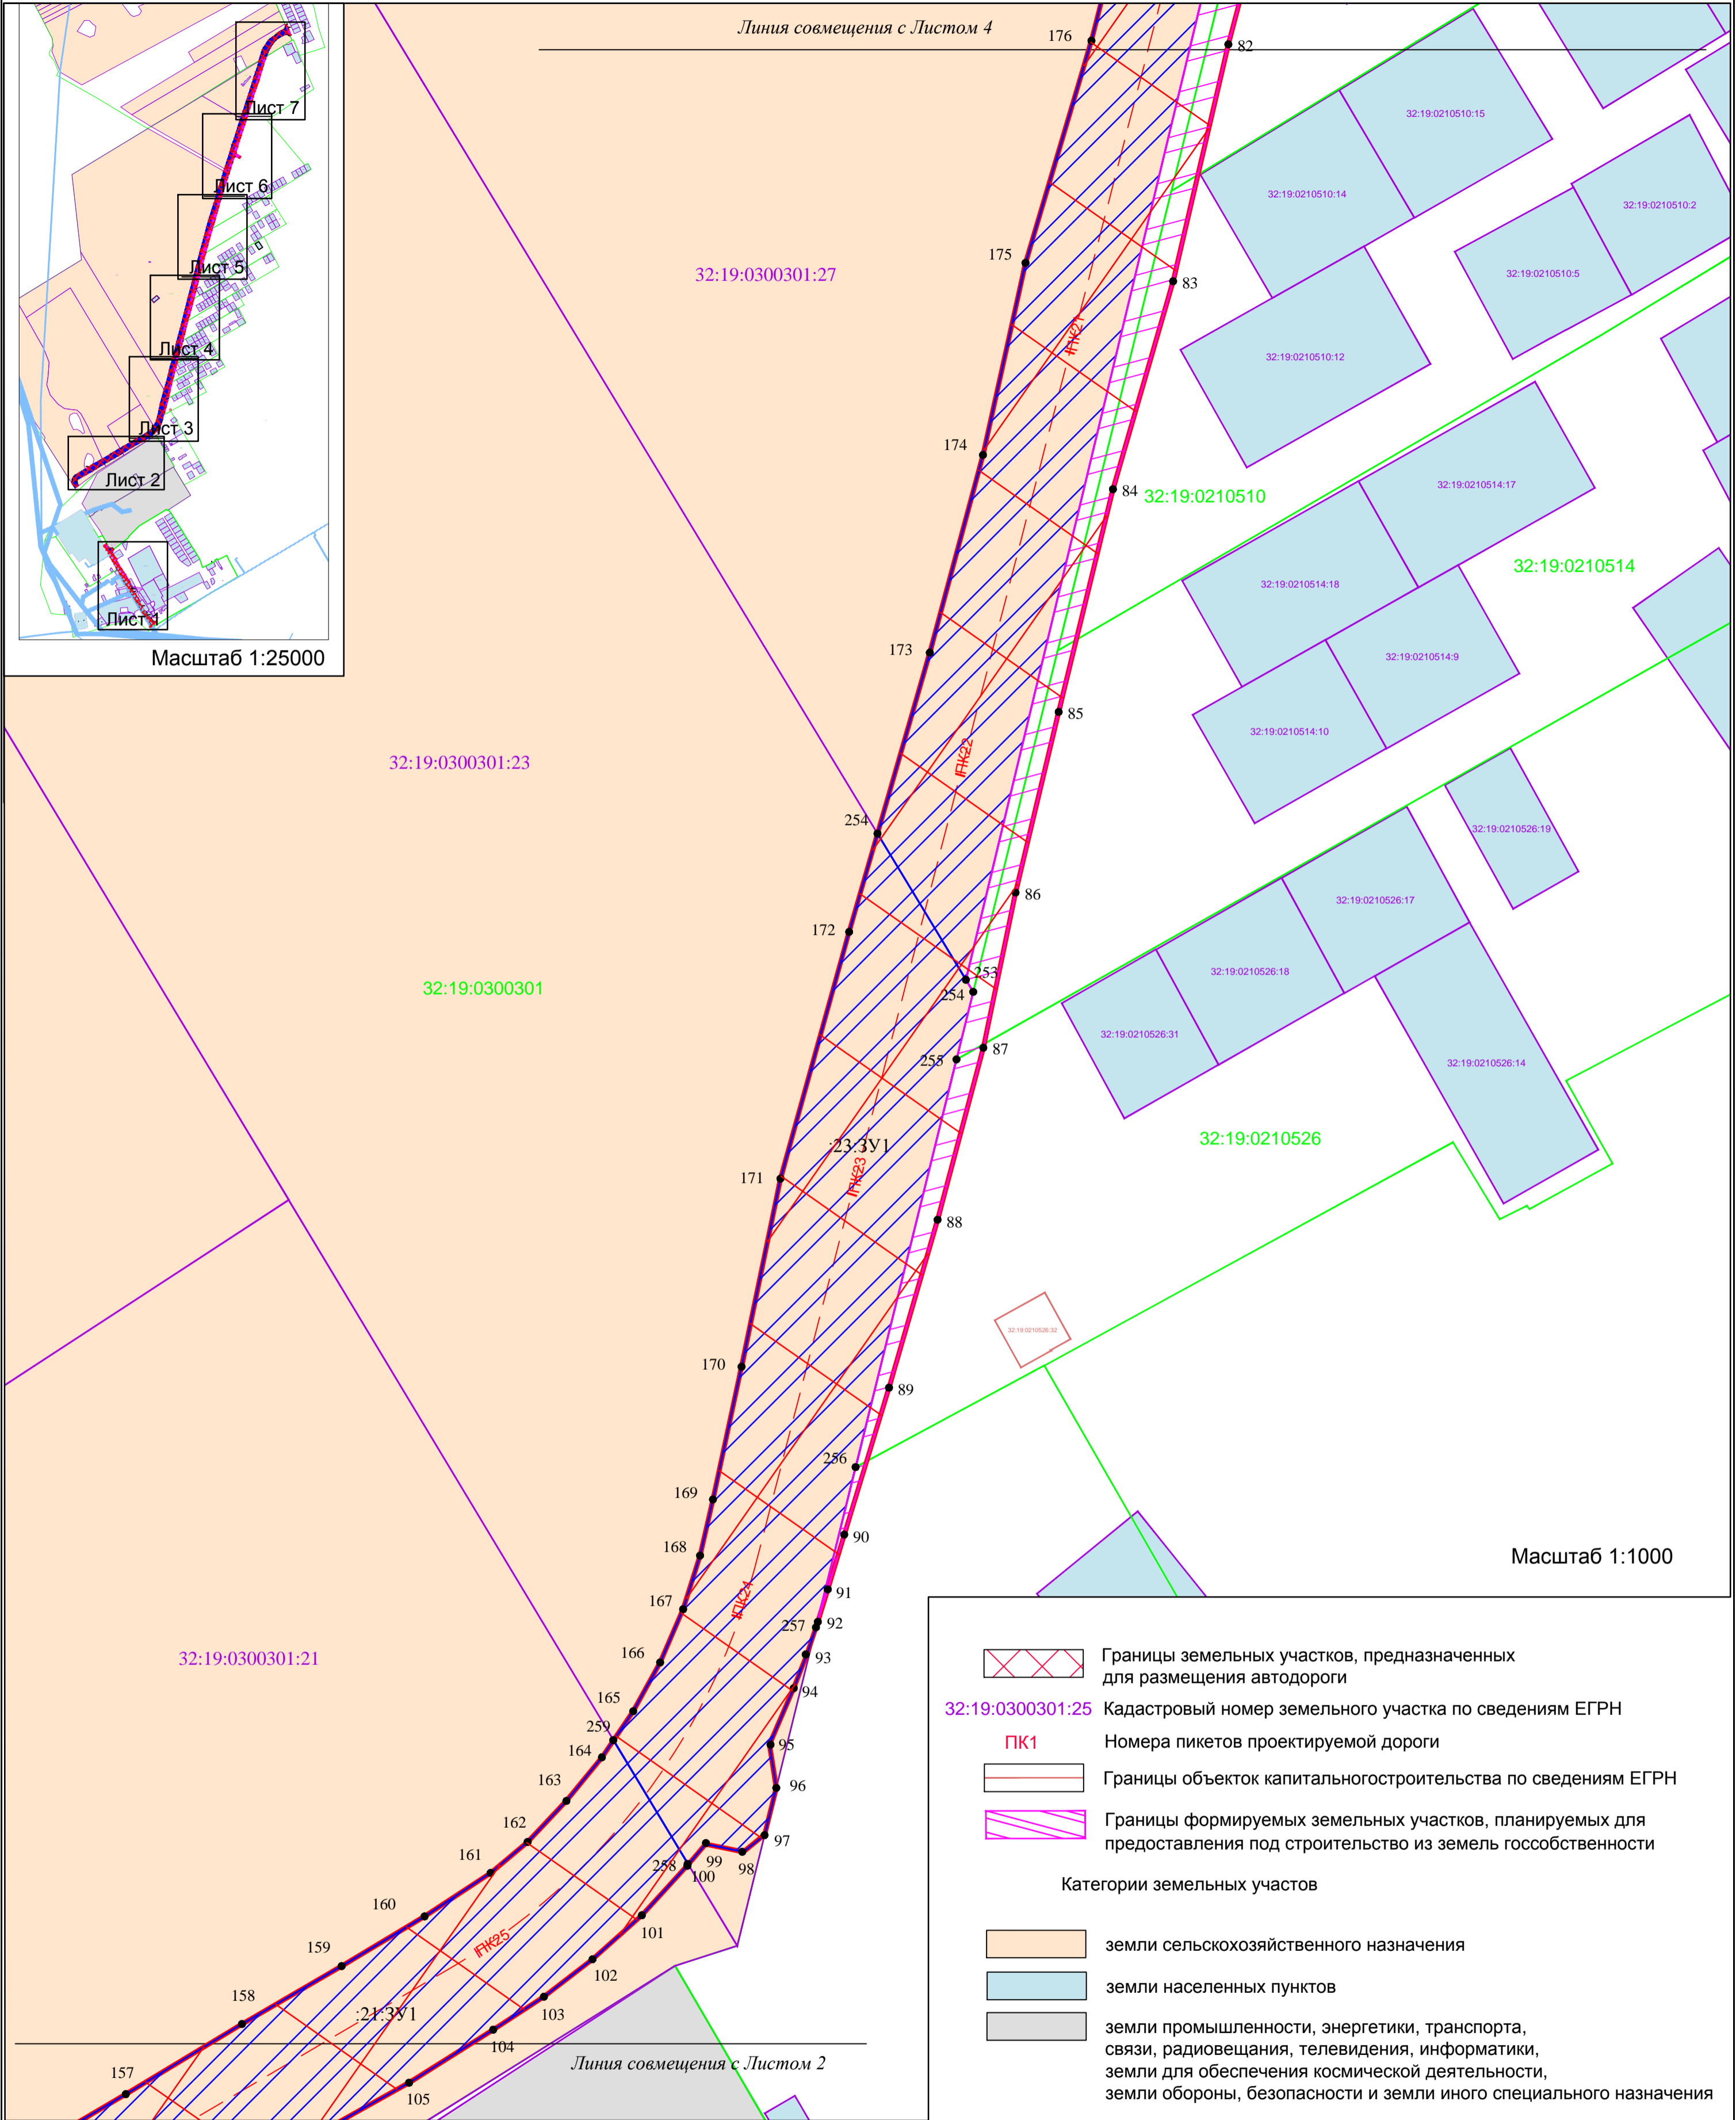 Линия совмещения с Листом 4
176
82
Лист 7
Лист 6
Лист 5
Лист 4
Лист 3
Лист 2
Лист 1
Масштаб 1:25000
32:19:0210510:15
32:19:0210510:14
32:19:0210510:2
32:19:0210510:5
32:19:0210510:12
175
83
32:19:0300301:27
ПК21
174
84
32:19:0210510
32:19:0210514:17
32:19:0210514
32:19:0210514:18
173
32:19:0210514:9
85
32:19:0210514:10
32:19:0300301:23
ПК22
254
32:19:0210526:19
86
32:19:0210526:17
172
253
32:19:0210526:18
32:19:0300301
254
32:19:0210526:31
87
255
32:19:0210526:14
32:19:0210526
:23:ЗУ1
ПК23
171
88
32:19:0210526:32
170
89
256
169
90
168
Масштаб 1:1000
ПК24
167
91
92
257
32:19:0300301:21
166
93
94
165
259
95
164
96
163
162
97
161
258
99
98
100
160
101
ПК25
159
102
158
103
:21:ЗУ1
104
Линия совмещения с Листом 2
157
105
Границы земельных участков, предназначенных
для размещения автодороги
32:19:0300301:25 Кадастровый номер земельного участка по сведениям ЕГРН
ПК1 Номера пикетов проектируемой дороги
Границы объекток капитальногостроительства по сведениям ЕГРН
Границы формируемых земельных участков, планируемых для
предоставления под строительство из земель госсобственности
Категории земельных участов
земли сельскохозяйственного назначения
земли населенных пунктов
земли промышленности, энергетики, транспорта,
связи, радиовещания, телевидения, информатики,
земли для обеспечения космической деятельности,
земли обороны, безопасности и земли иного специального назначения